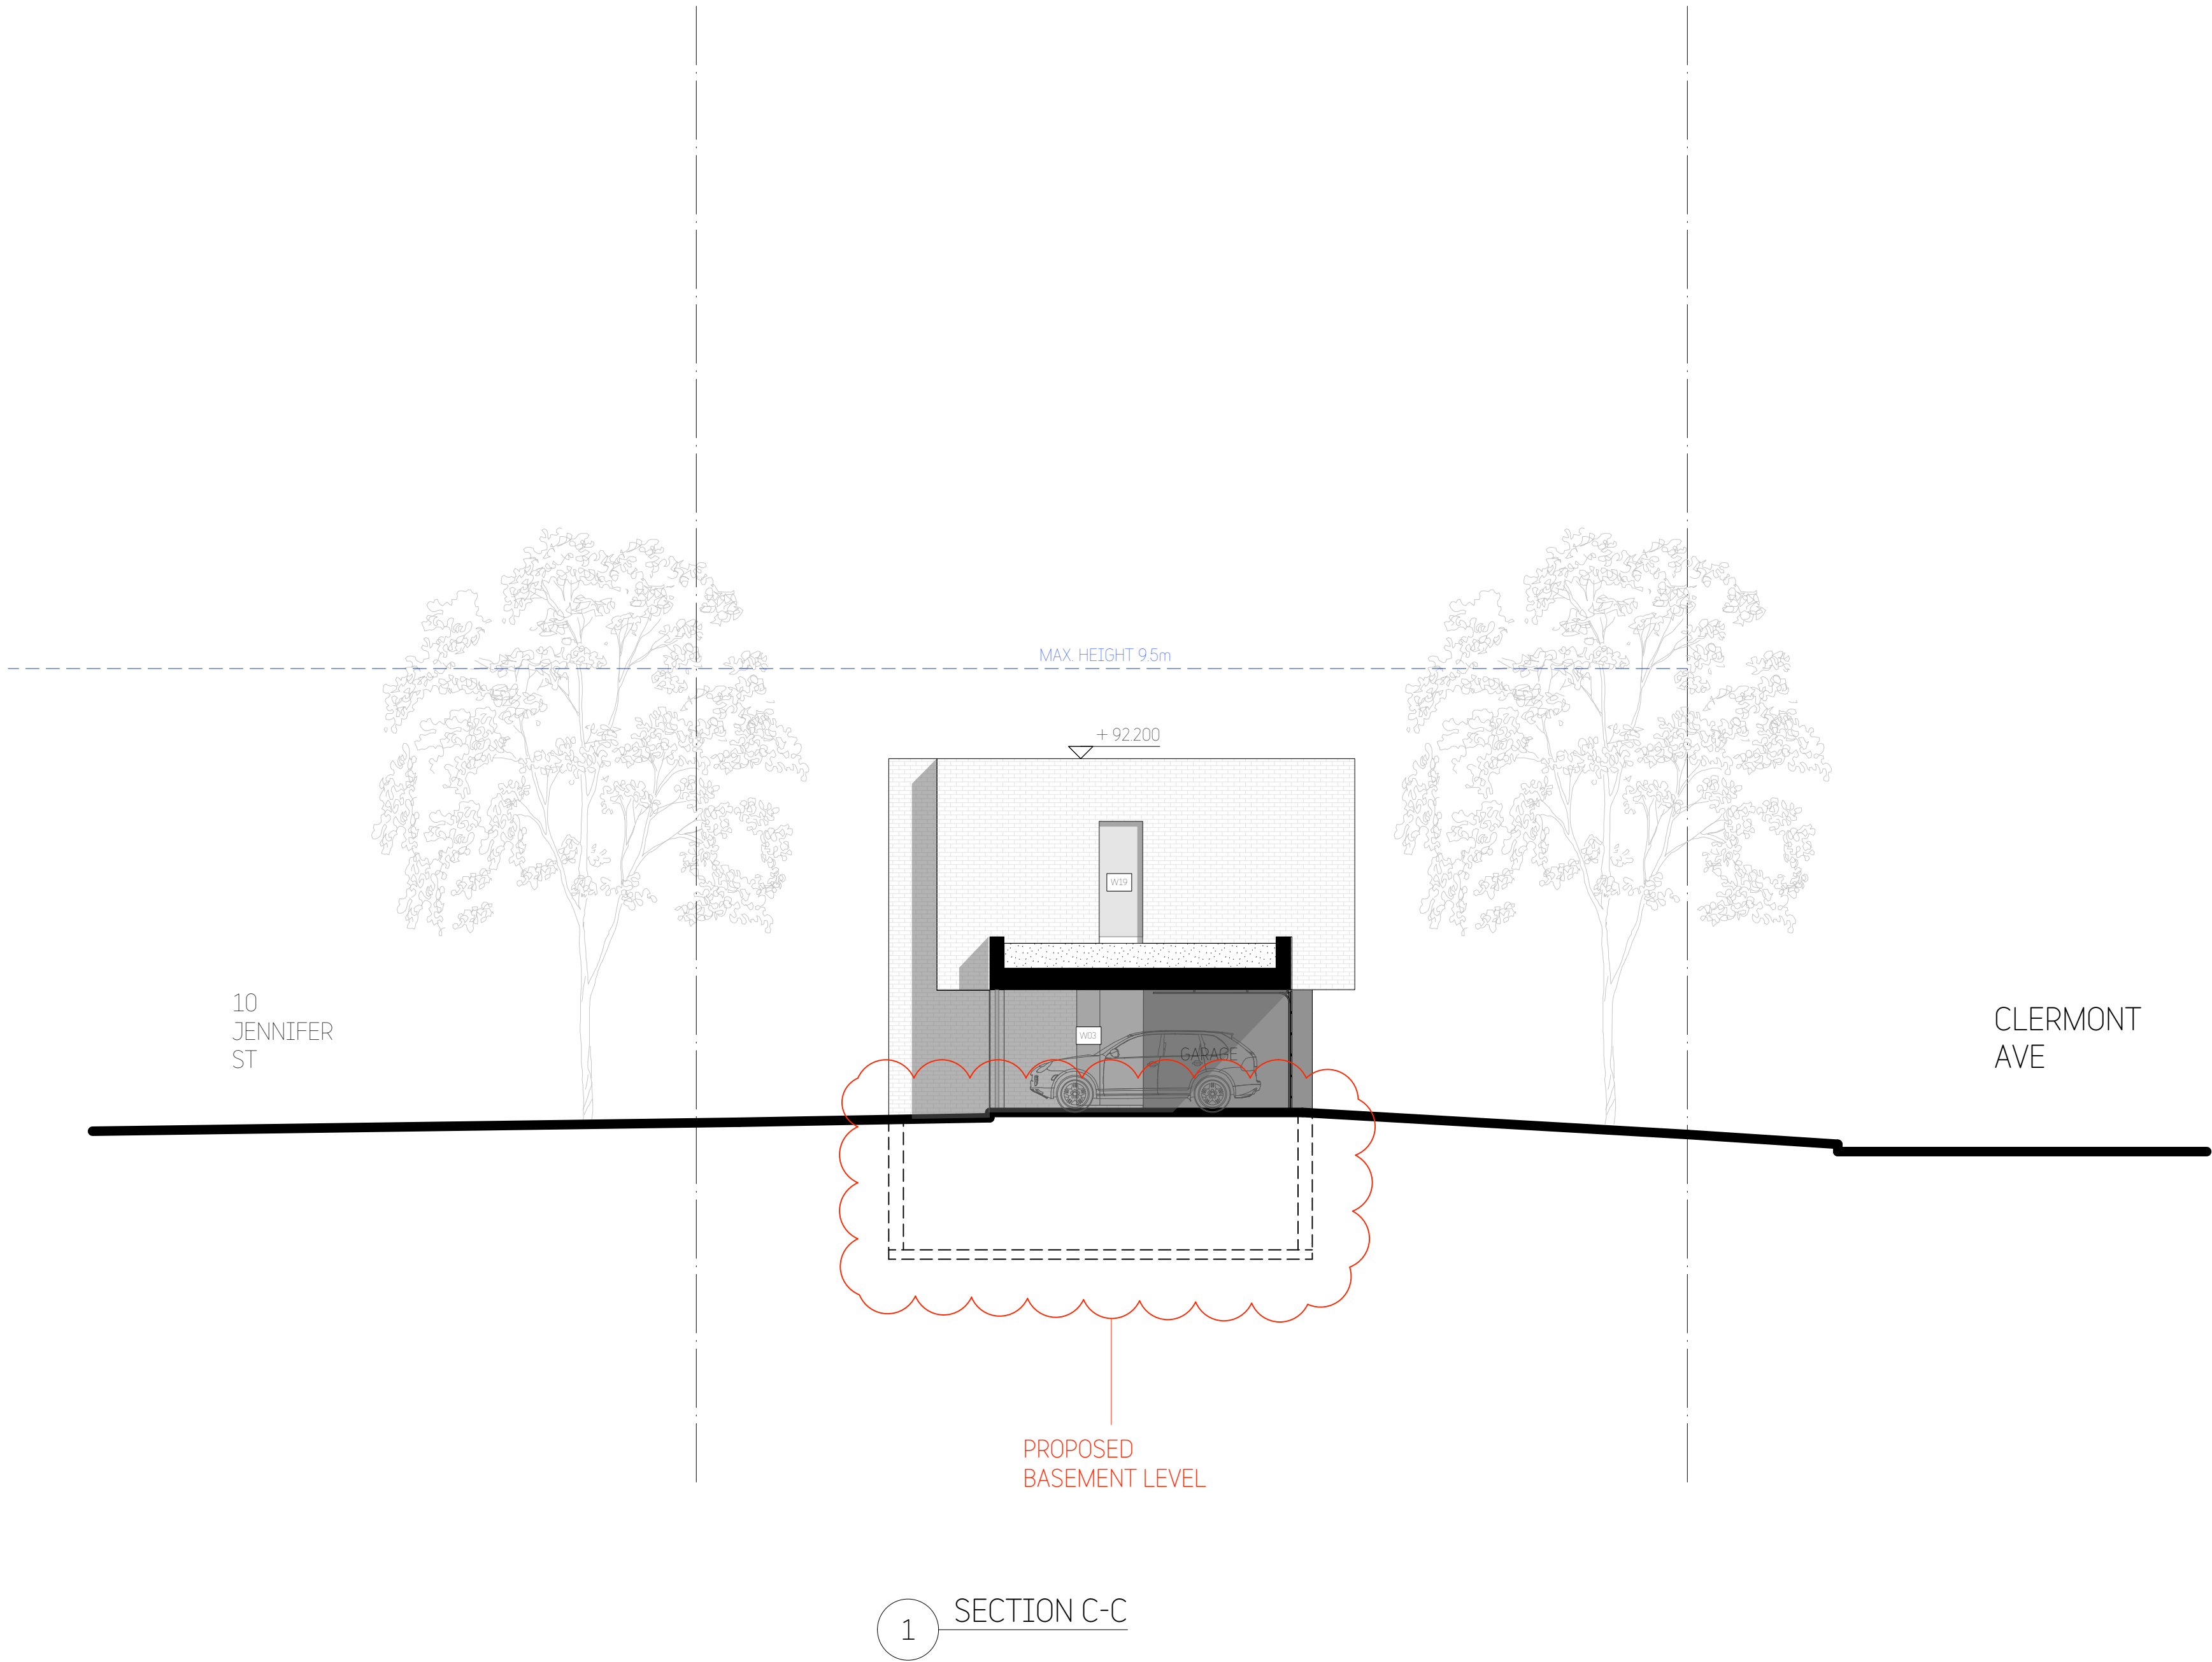 MAX. HEIGHT 9.5m
+ 92.200
W19
10
JENNIFER
ST
CLERMONT
AVE
W03
GARAGE
PROPOSED
BASEMENT LEVEL
1
SECTION C-C